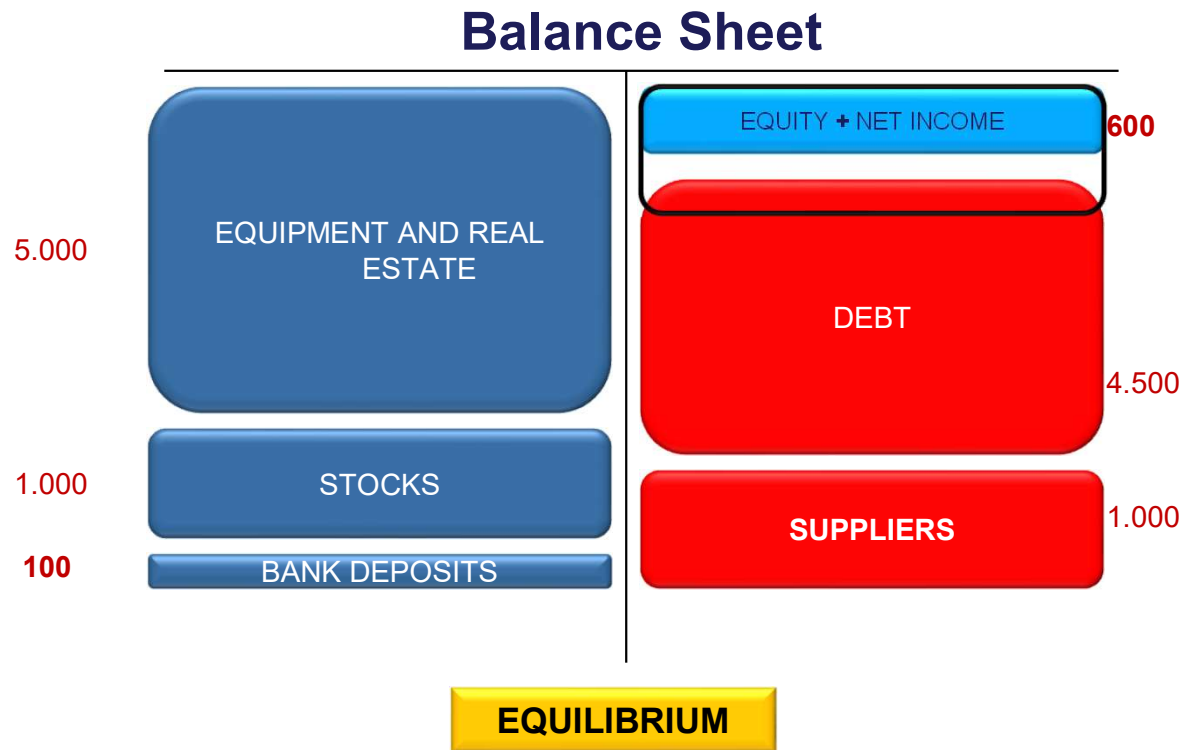 Balance Sheet
EQUITY + NET INCOME
600
EQUIPMENT AND REAL
ESTATE
5.000
DEBT
4.500
STOCKS
1.000
SUPPLIERS
1.000
100
BANK DEPOSITS
EQUILIBRIUM